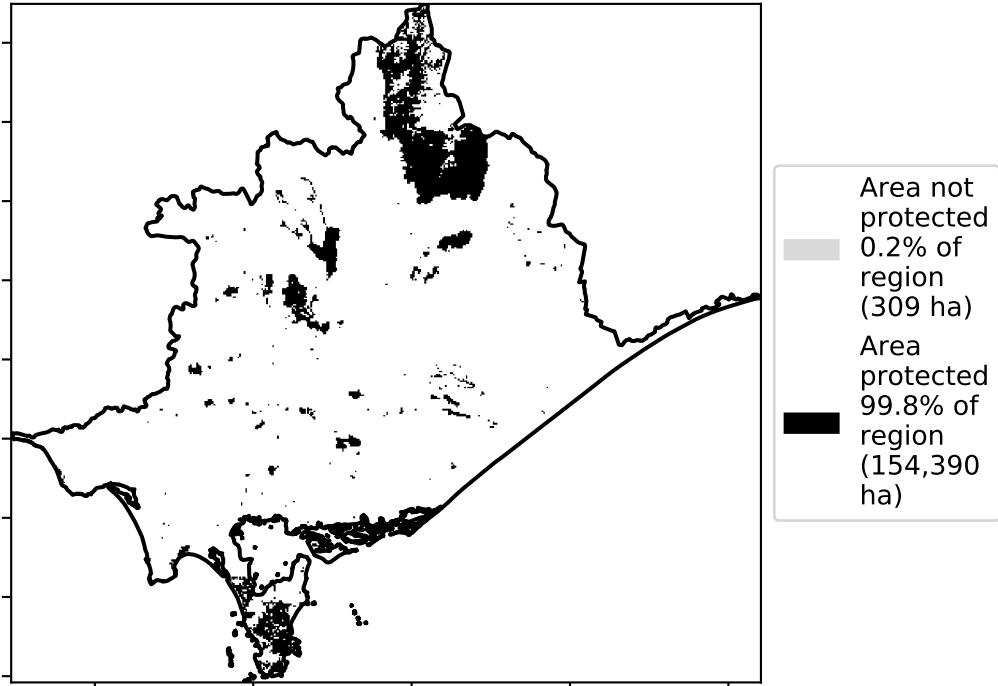 Area not
protected
0.2% of
region
(309 ha)
Area
protected
99.8% of
region
(154,390
ha)